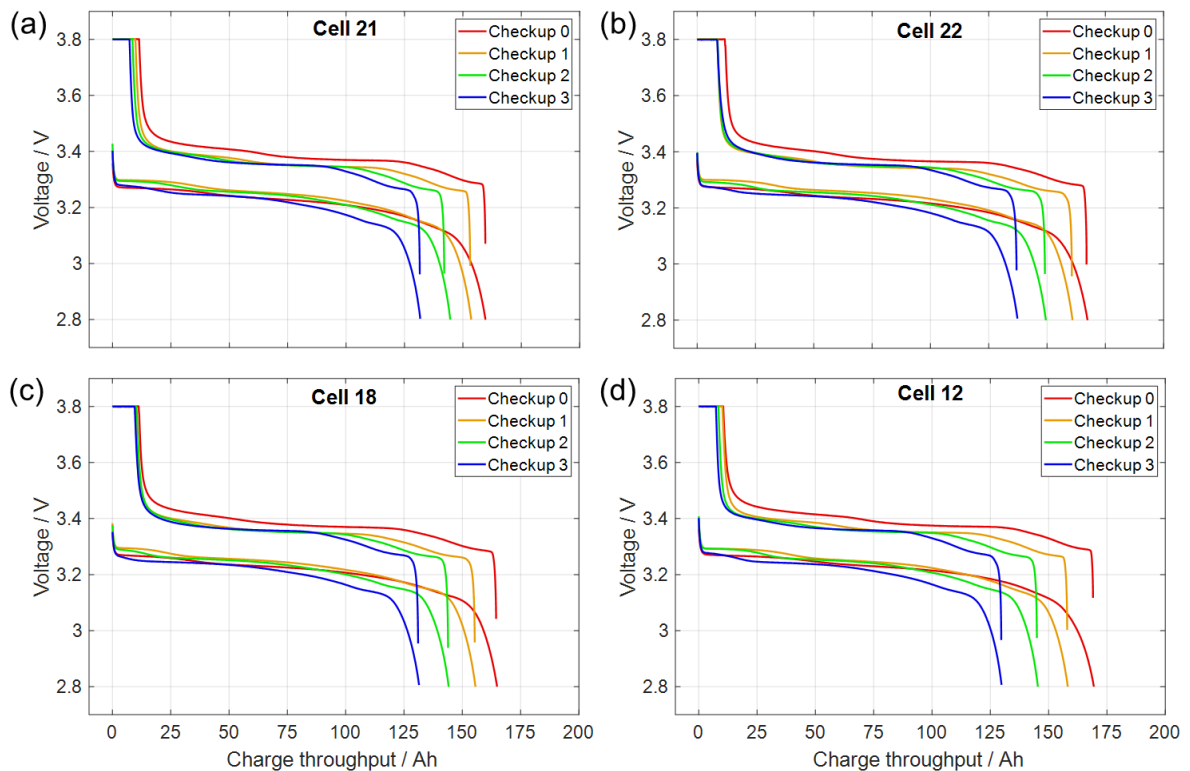 (a)
Cell 21
Checkup 0
Checkup 1
Checkup 2
Checkup 3
Voltage / V
3.8
3.6
3.4
3.2
3
2.8
0 25 50 75 100 125 150 175 200
(b)
Cell 22
Checkup 0
Checkup 1
Checkup 2
Checkup 3
Voltage / V
3.8
3.6
3.4
3.2
3
2.8
0 25 50 75 100 125 150 175 200
(c)
Cell 18
Checkup 0
Checkup 1
Checkup 2
Checkup 3
Voltage / V
3.8
3.6
3.4
3.2
3
2.8
0 25 50 75 100 125 150 175 200
Charge throughput / Ah
(d)
Cell 12
Checkup 0
Checkup 1
Checkup 2
Checkup 3
Voltage / V
3.8
3.6
3.4
3.2
3
2.8
0 25 50 75 100 125 150 175 200
Charge throughput / Ah